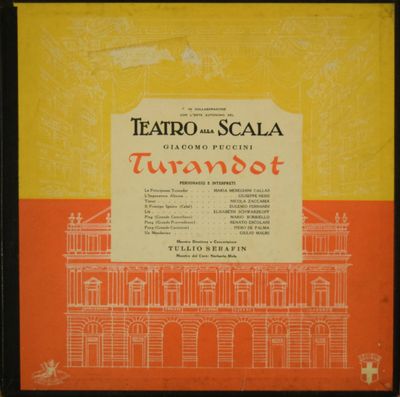 IN COLLABORAZIONE
CON L'ENTE AUTONOMO DEL
TEATRO ALLA SCALA
GIACOMO PUCCINI
Turandot
PERSONAGGI E INTERPRETI
La Principessa Turandot . . . MARIA MENEGHINI CALLAS
L'Imperatore Altoum . . . GIUSEPPE NESSI
Timur . . . NICOLA ZACCARIA
Il Principe Ignoto (Calaf) . . . EUGENIO FERNANDI
Liù . . . ELISABETH SCHWARZKOPF
Ping (Grande Cancelliere) . . . MARIO BORRIELLO
Pang (Grande Provveditore) . . . RENATO ERCOLANI
Pong (Grande Cuciniere) . . . PIERO DE PALMA
Un Mandarino . . . GIULIO MAURI
Maestro Direttore e Concertatore
TULLIO SERAFIN
Maestro del Coro: Norberto Mola